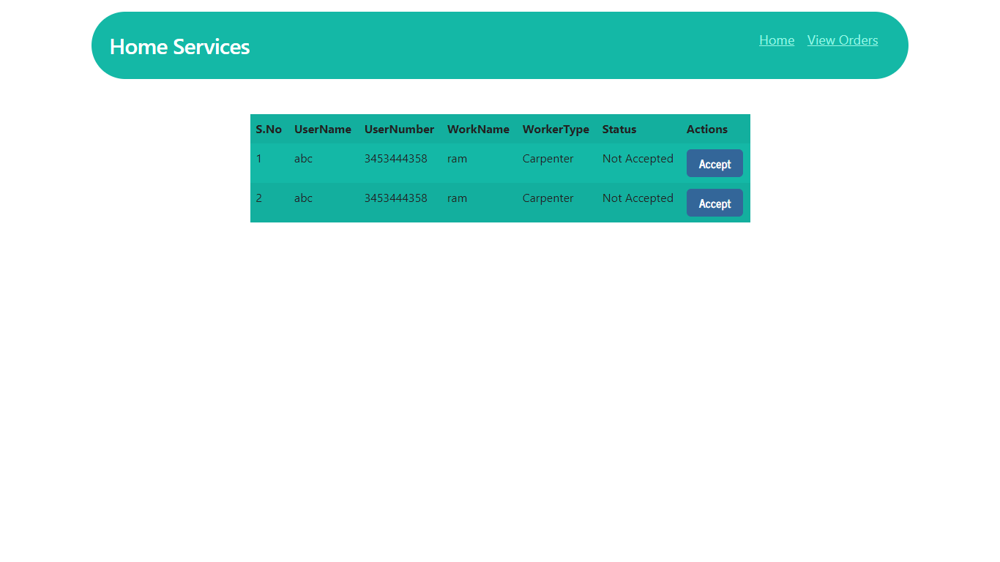 Home Services
Home View Orders
S.No UserName UserNumber WorkName WorkerType Status Actions
1 abc 3453444358 ram Carpenter Not Accepted Accept
2 abc 3453444358 ram Carpenter Not Accepted Accept